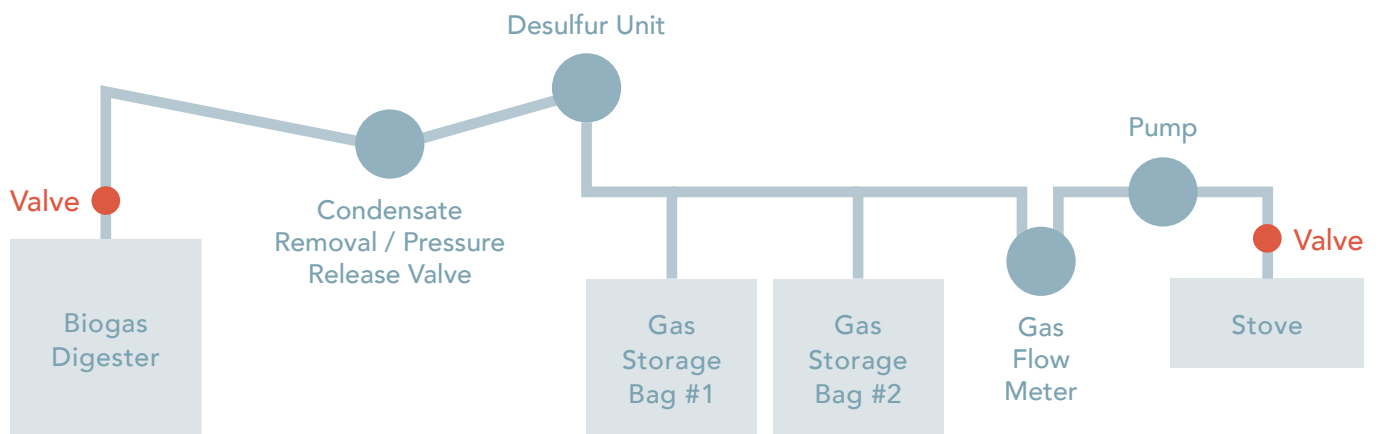 Desulfur Unit
Pump
Valve
Condensate
Removal / Pressure
Release Valve
Valve
Biogas
Digester
Gas
Storage
Bag #1
Gas
Storage
Bag #2
Gas
Flow
Meter
Stove